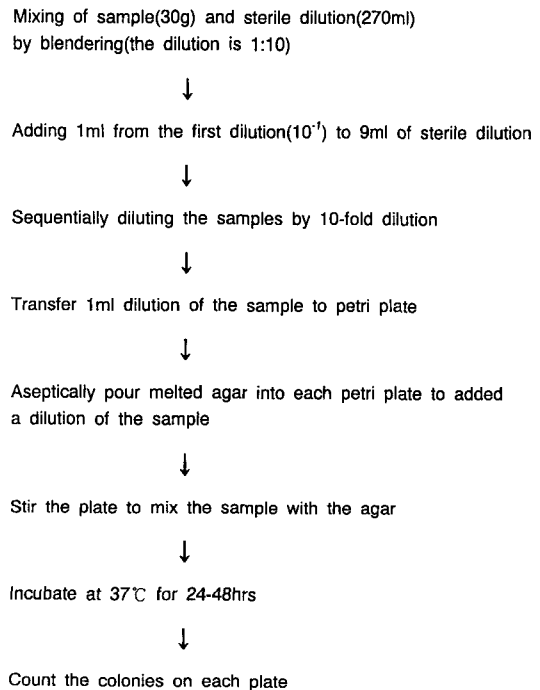 Mixing of sample(30g) and sterile dilution(270ml)
by blendering(the dilution is 1:10)
↓
Adding 1ml from the first dilution(10⁻¹) to 9ml of sterile dilution
↓
Sequentially diluting the samples by 10-fold dilution
↓
Transfer 1ml dilution of the sample to petri plate
↓
Aseptically pour melted agar into each petri plate to added
a dilution of the sample
↓
Stir the plate to mix the sample with the agar
↓
Incubate at 37℃ for 24-48hrs
↓
Count the colonies on each plate